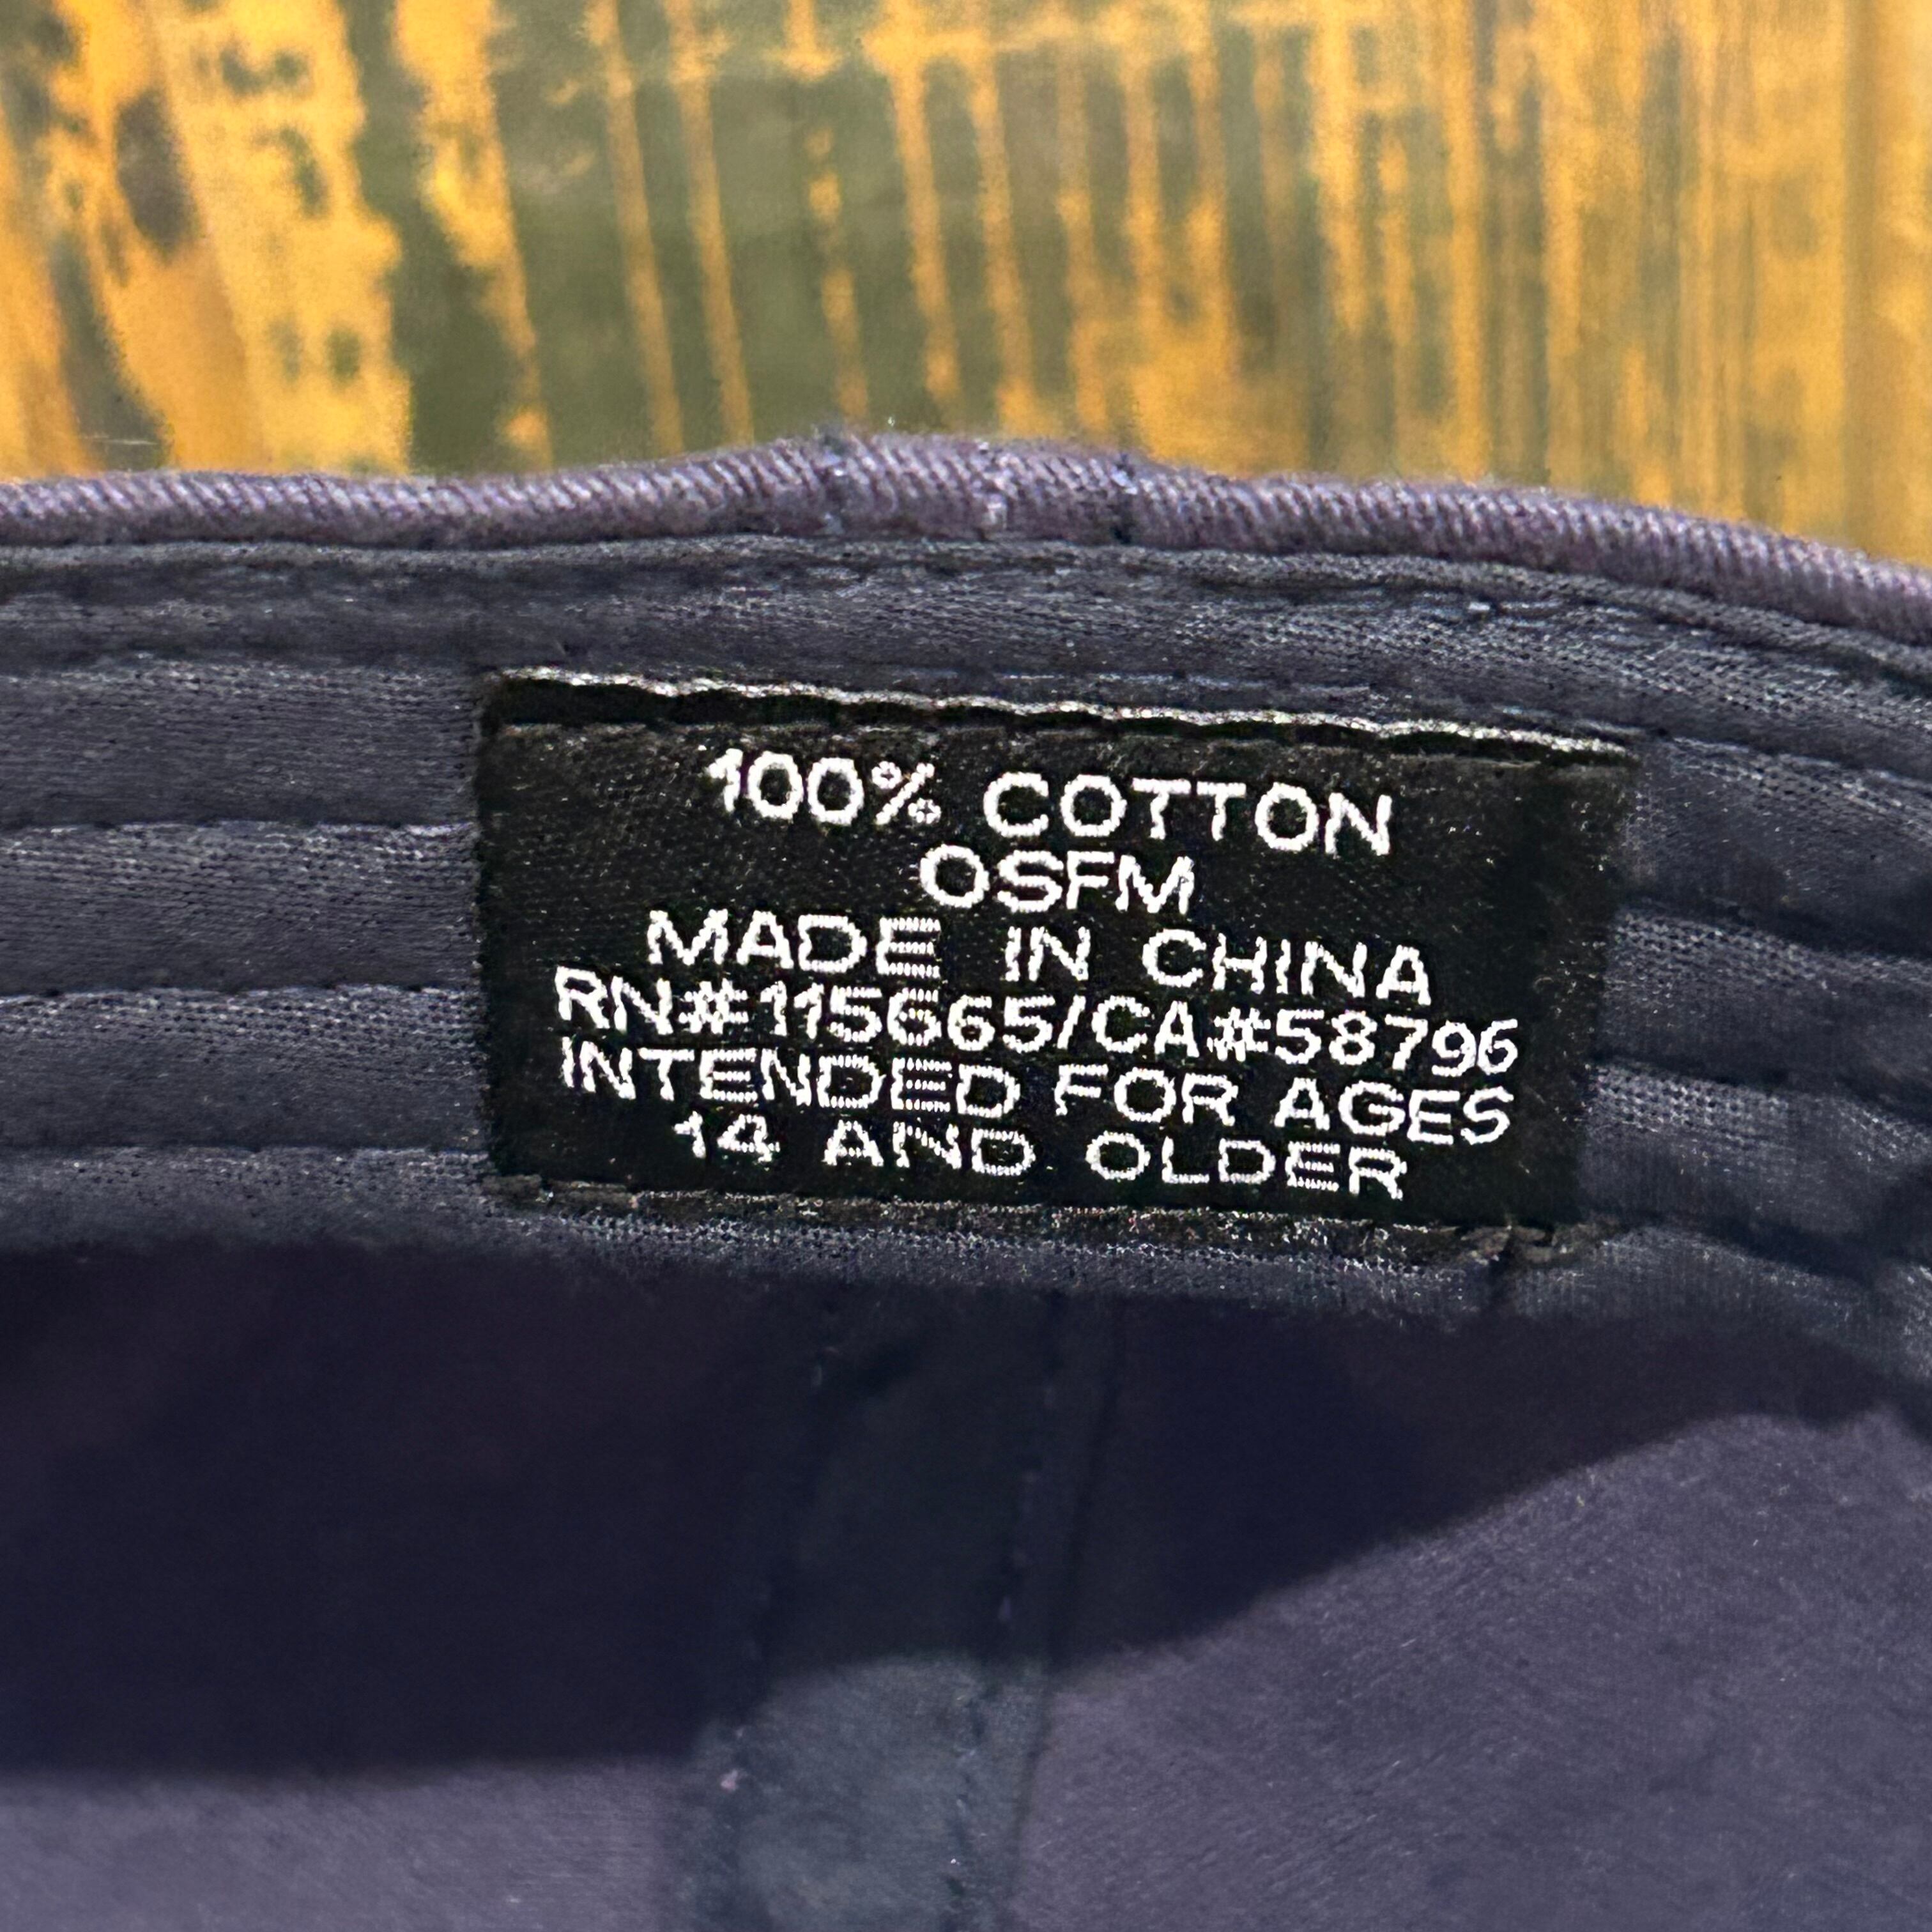 100% COTTON
OSFM
MADE IN CHINA
RN#115665/CA#58796
INTENDED FOR AGES
14 AND OLDER